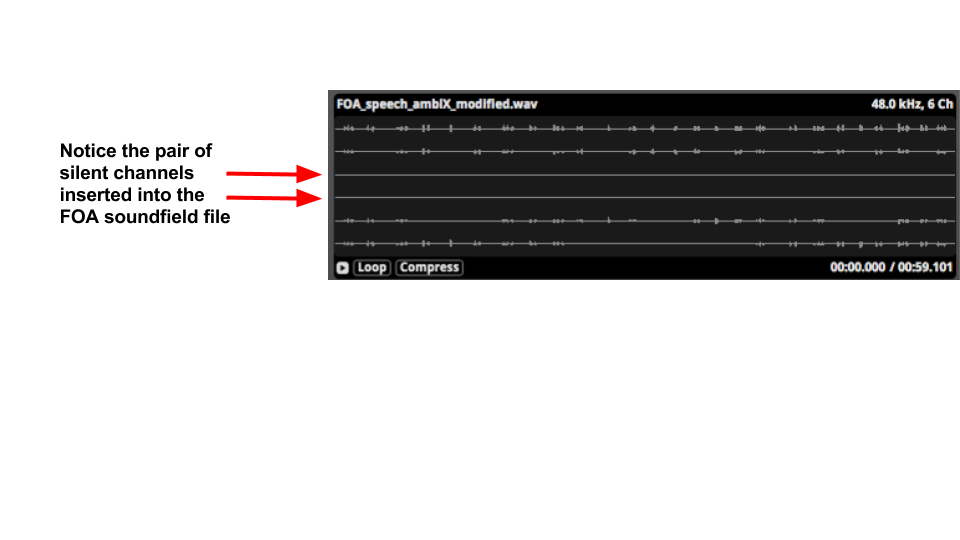 FOA_speech_ambiX_modified.wav 48.0 kHz, 6 Ch
Notice the pair of
silent channels
inserted into the
FOA soundfield file
Loop Compress 00:00.000 / 00:59.101